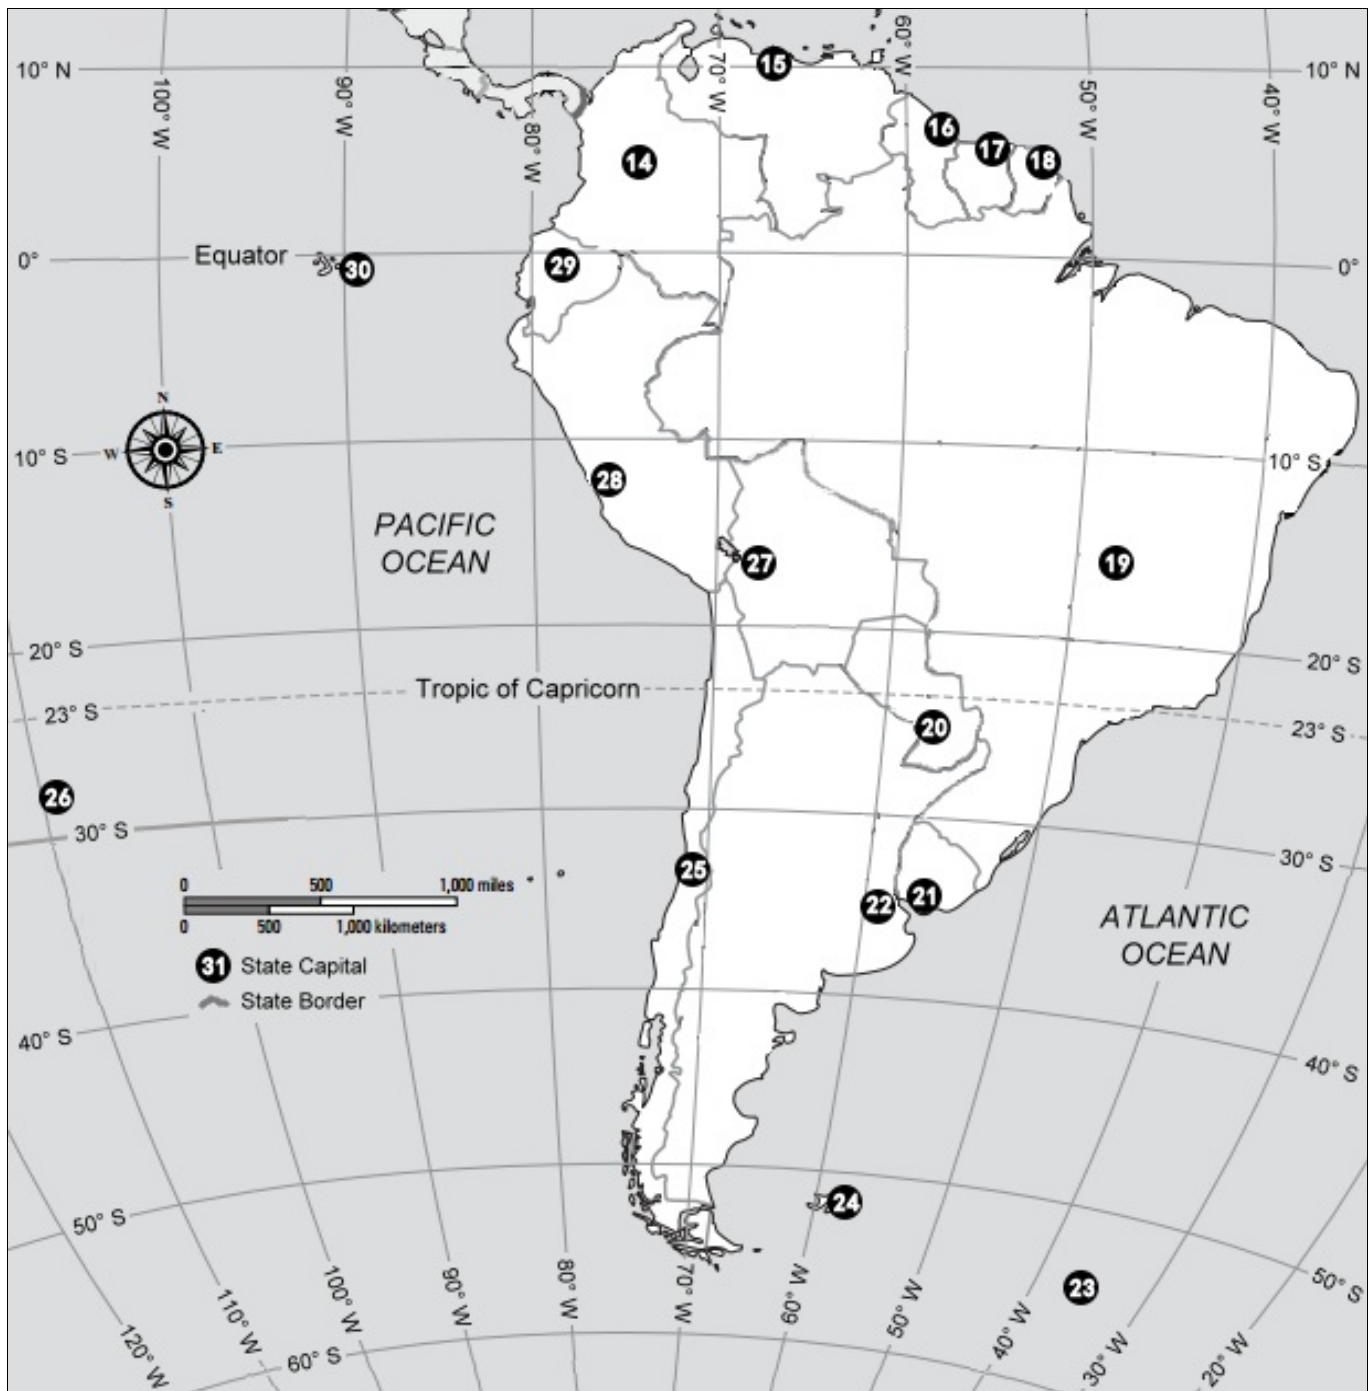 60° W
10° N
15
70° W
10° N
100° W
90° W
80° W
50° W
40° W
16
17
18
14
Equator
0°
30
29
0°
N
W
E
S
10° S
10° S
28
PACIFIC
OCEAN
27
19
20° S
20° S
Tropic of Capricorn
23° S
20
23° S
26
30° S
30° S
25
0 500 1,000 miles
0 500 1,000 kilometers
21
22
ATLANTIC
OCEAN
31 State Capital
State Border
40° S
40° S
24
50° S
50° S
23
120° W
110° W
100° W
90° W
80° W
70° W
60° W
50° W
40° W
30° W
20° W
60° S